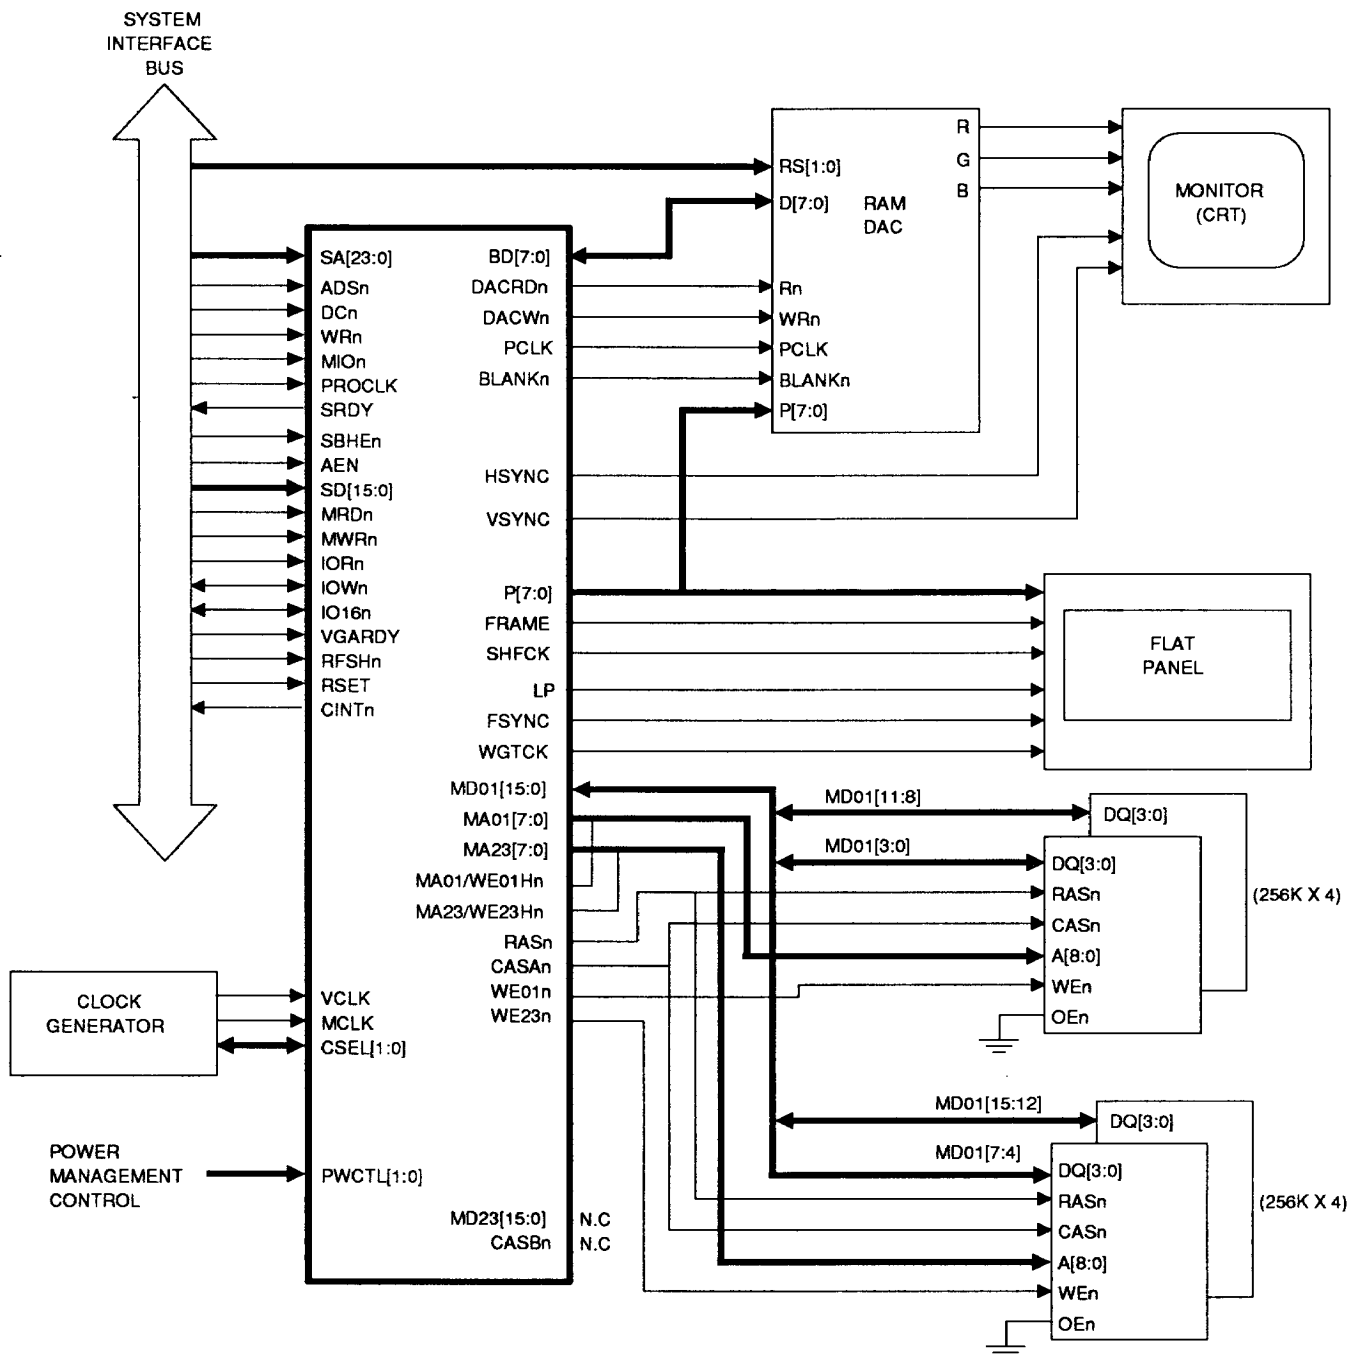 SYSTEM
INTERFACE
BUS
RS[1:0]
D[7:0]
RAM
DAC
R
G
B
Rn
WRn
PCLK
BLANKn
P[7:0]
MONITOR
(CRT)
SA[23:0]
ADSn
DCn
WRn
MIOn
PROCLK
SRDY
SBHEn
AEN
SD[15:0]
MRDn
MWRn
IORn
IOWn
IO16n
VGARDY
RFSHn
RSET
CINTn
BD[7:0]
DACRDn
DACWn
PCLK
BLANKn
HSYNC
VSYNC
P[7:0]
FRAME
SHFCK
LP
FSYNC
WGTCK
MD01[15:0]
MA01[7:0]
MA23[7:0]
MA01/WE01Hn
MA23/WE23Hn
RASn
CASAn
WE01n
WE23n
FLAT
PANEL
MD01[11:8]
DQ[3:0]
MD01[3:0]
DQ[3:0]
RASn
CASn
A[8:0]
WEn
OEn
(256K X 4)
CLOCK
GENERATOR
VCLK
MCLK
CSEL[1:0]
POWER
MANAGEMENT
CONTROL
PWCTL[1:0]
MD23[15:0] N.C
CASBn N.C
MD01[15:12]
DQ[3:0]
MD01[7:4]
DQ[3:0]
RASn
CASn
A[8:0]
WEn
OEn
(256K X 4)